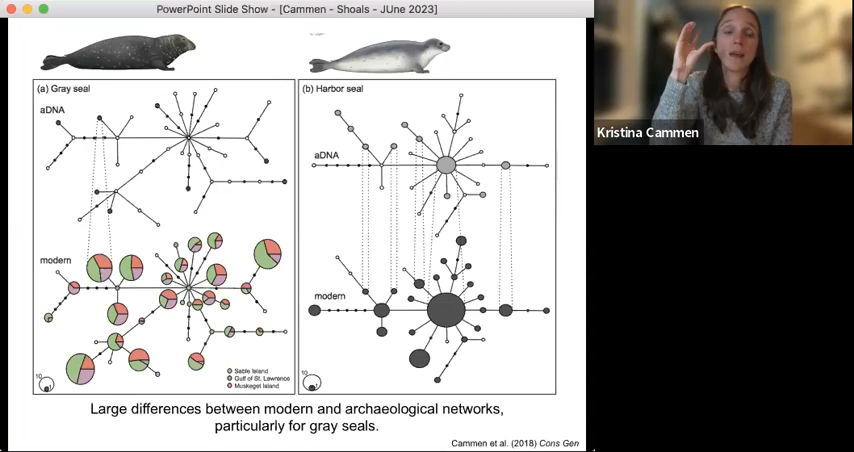 PowerPoint Slide Show - [Cammen - Shoals - JUne 2023]
(a) Gray seal
aDNA
modern
10
1
Sable Island
Gulf of St. Lawrence
Muskeget Island
(b) Harbor seal
aDNA
modern
10
1
Large differences between modern and archaeological networks,
particularly for gray seals.
Cammen et al. (2018) Cons Gen
Kristina Cammen